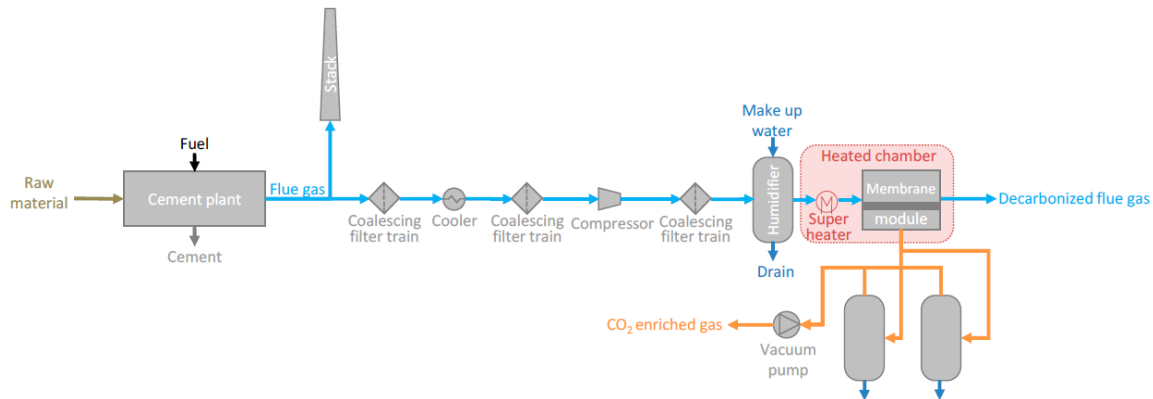 Stack
Fuel
Raw
material
Cement plant
Cement
Flue gas
Coalescing
filter train
Cooler
Coalescing
filter train
Compressor
Coalescing
filter train
Make up
water
Humidifier
Drain
Heated chamber
M
Super
heater
Membrane
module
Decarbonized flue gas
CO₂ enriched gas
Vacuum
pump